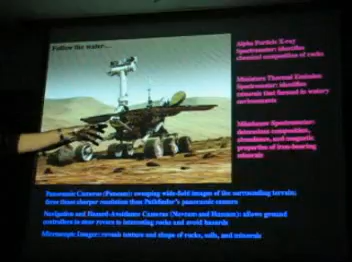 Follow the water...
Alpha Particle X-ray
Spectrometer: identifies
chemical composition of rocks
Miniature Thermal Emission
Spectrometer: identifies
minerals that formed in watery
environments
Mössbauer Spectrometer:
determines composition,
abundance, and magnetic
properties of iron-bearing
minerals
Panoramic Cameras (Pancam): sweeping wide-field images of the surrounding terrain;
three times sharper resolution than Pathfinder's panoramic camera
Navigation and Hazard-Avoidance Cameras (Navcam and Hazcam): allows ground
controllers to steer rovers to interesting rocks and avoid hazards
Microscopic Imager: reveals texture and shape of rocks, soils, and minerals